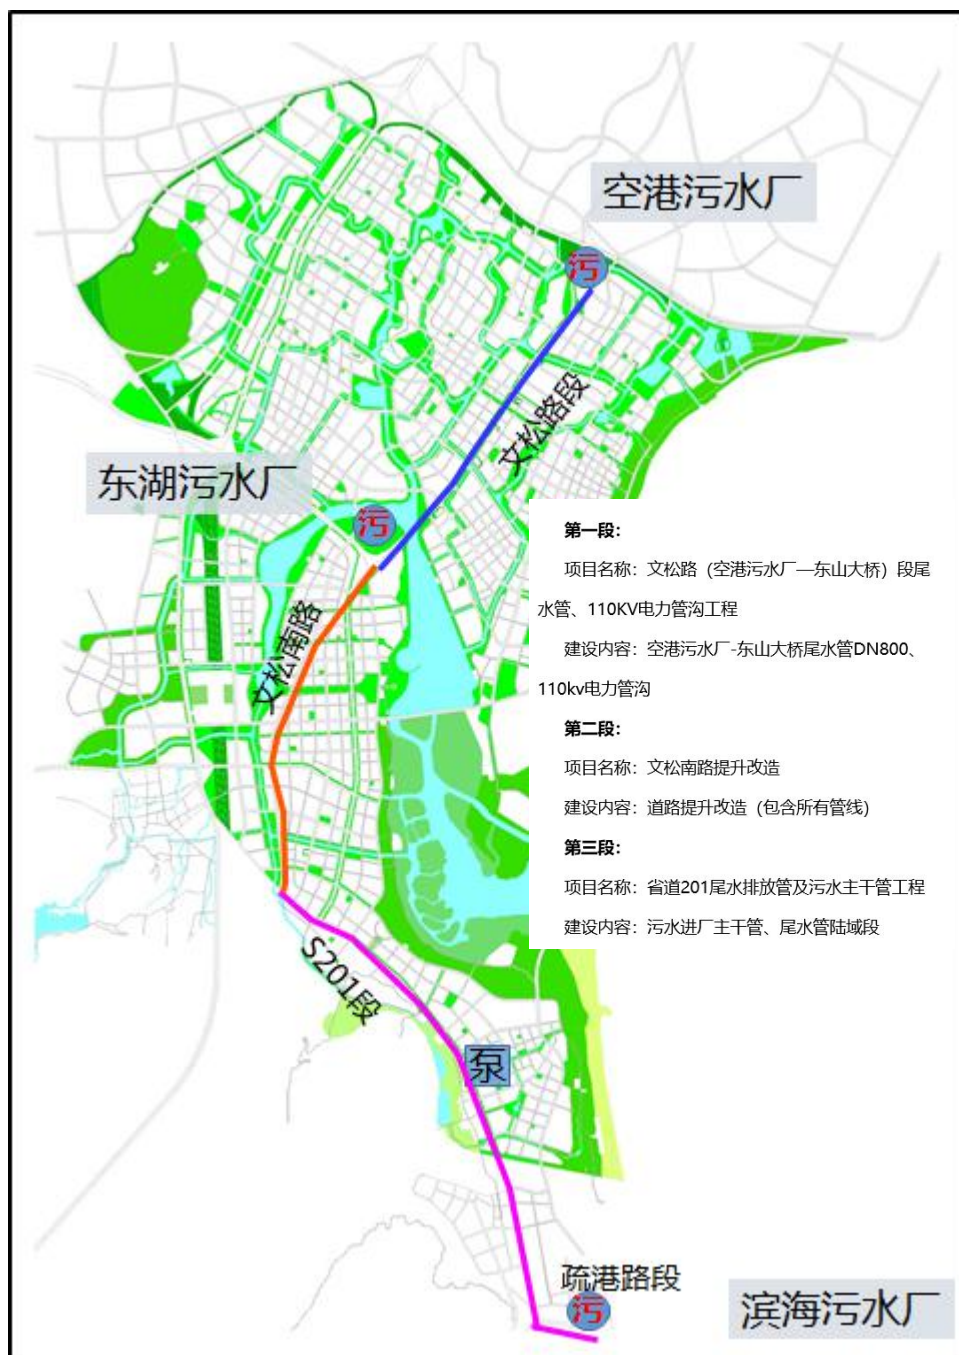 空港污水厂
污
文松路段
东湖污水厂
污
文松南路
第一段：
项目名称：文松路（空港污水厂—东山大桥）段尾
水管、110KV电力管沟工程
建设内容：空港污水厂-东山大桥尾水管DN800、
110kv电力管沟
第二段：
项目名称：文松南路提升改造
建设内容：道路提升改造（包含所有管线）
第三段：
项目名称：省道201尾水排放管及污水主干管工程
建设内容：污水进厂主干管、尾水管陆域段
S201段
泵
疏港路段
污
滨海污水厂